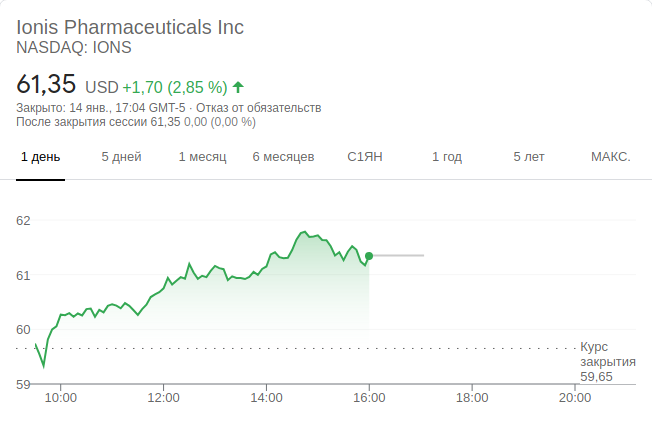 Ionis Pharmaceuticals Inc
NASDAQ: IONS
61,35 USD +1,70 (2,85 %)
Закрыто: 14 янв., 17:04 GMT-5 · Отказ от обязательств
После закрытия сессии 61,35 0,00 (0,00 %)
1 день 5 дней 1 месяц 6 месяцев С1ЯН 1 год 5 лет МАКС.
62
61
60
Курс
закрытия
59,65
59
10:00 12:00 14:00 16:00 18:00 20:00